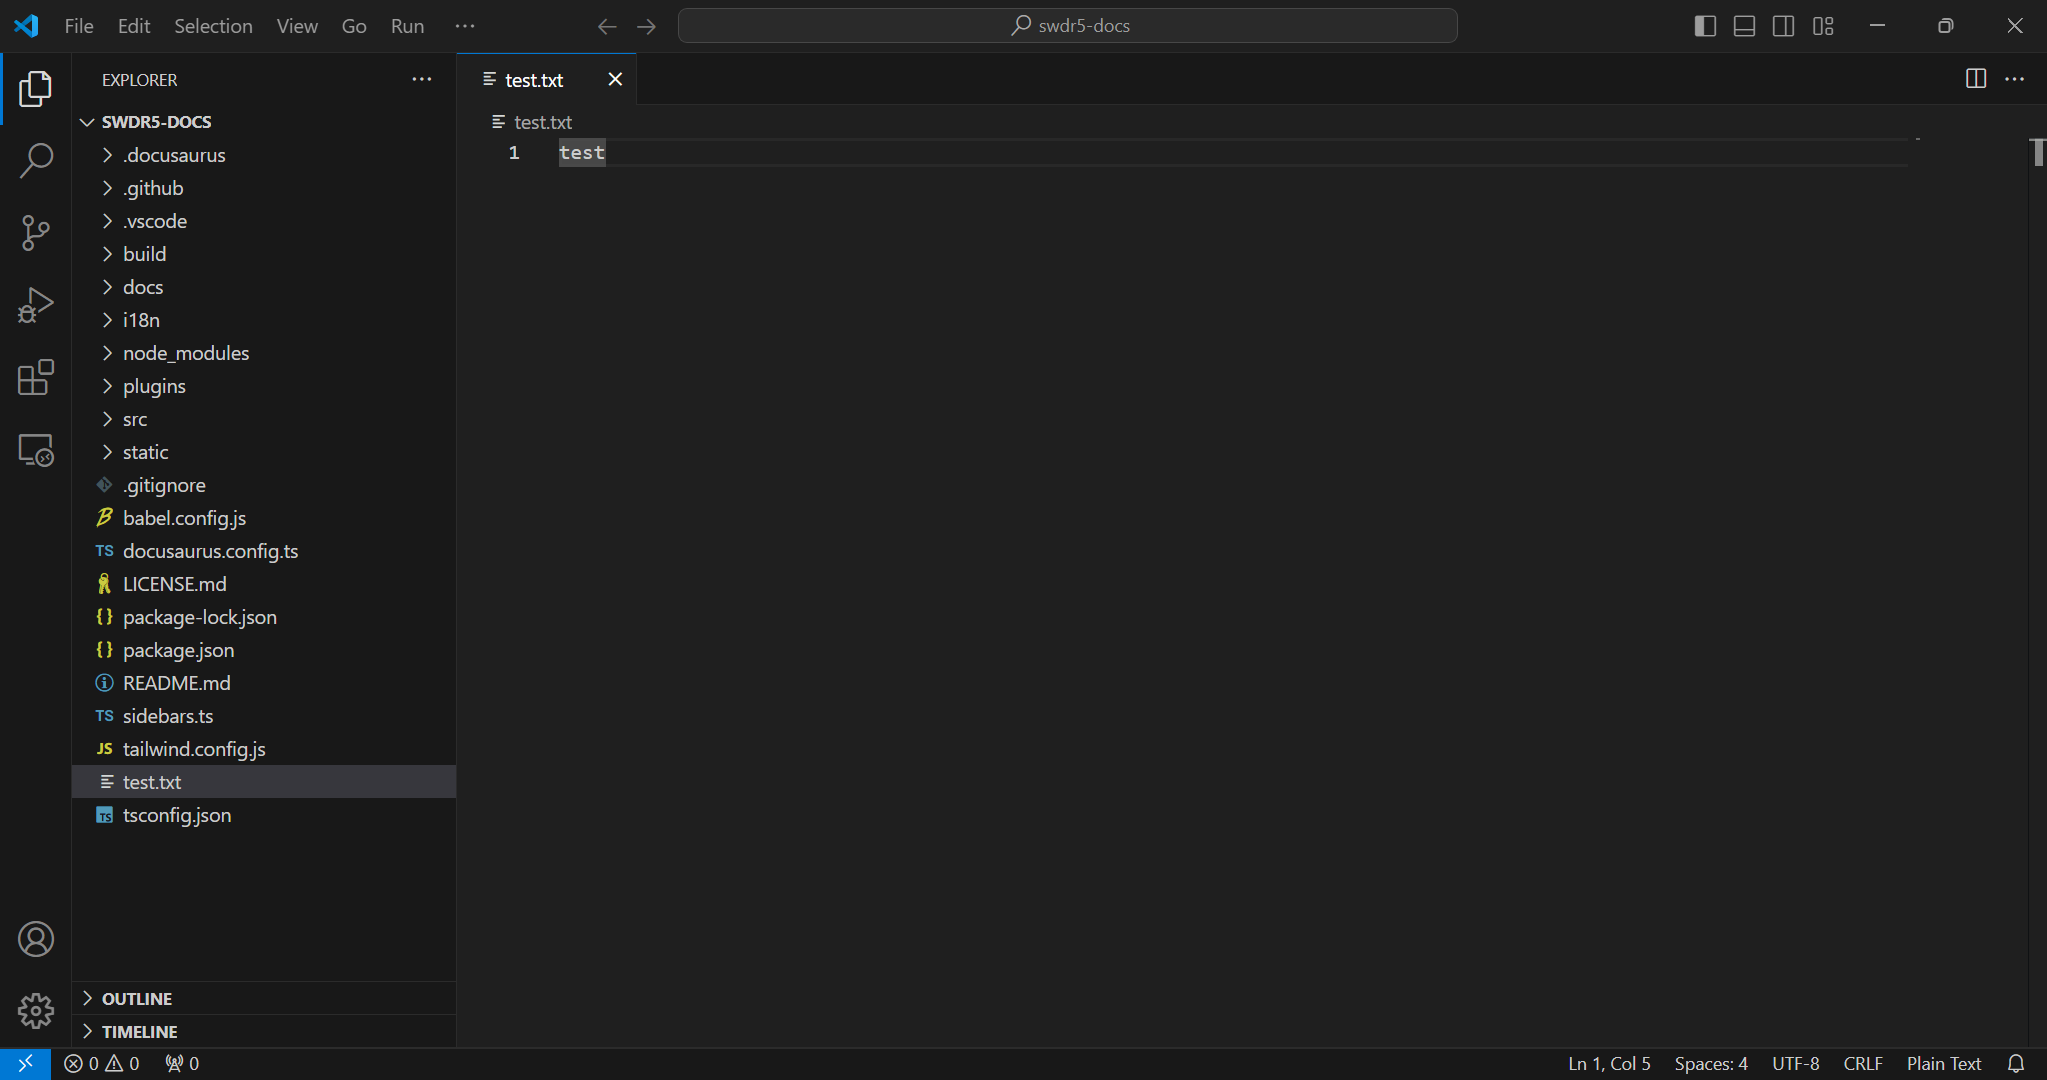 File Edit Selection View Go Run ···
swdr5-docs
EXPLORER ···
test.txt
SWDR5-DOCS
test.txt
1 test
.docusaurus
.github
.vscode
build
docs
i18n
node_modules
plugins
src
static
.gitignore
babel.config.js
TS docusaurus.config.ts
LICENSE.md
{} package-lock.json
{} package.json
README.md
TS sidebars.ts
JS tailwind.config.js
test.txt
TS tsconfig.json
OUTLINE
TIMELINE
0 0 0
Ln 1, Col 5 Spaces: 4 UTF-8 CRLF Plain Text